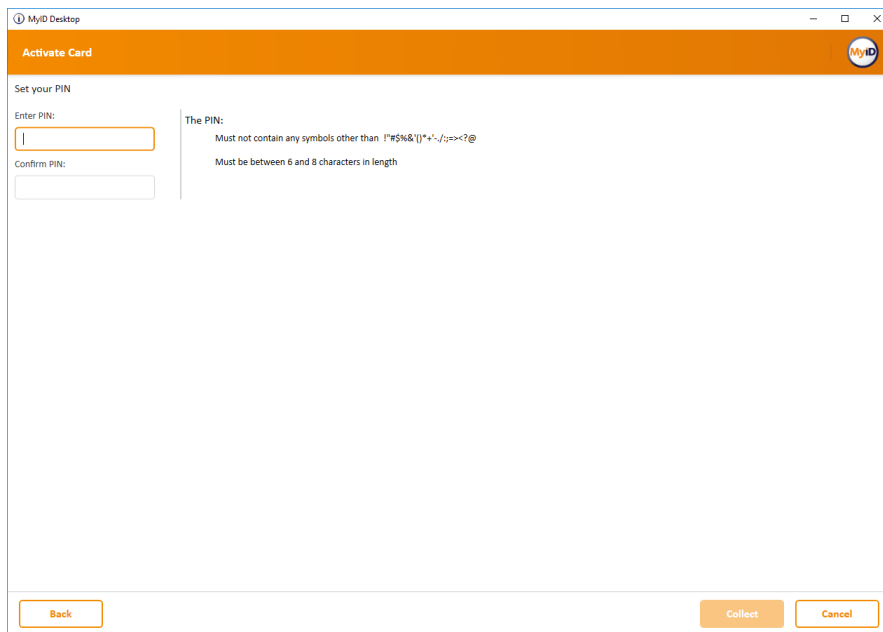 MyID Desktop
Activate Card
MyID
Set your PIN
Enter PIN:
The PIN:
Must not contain any symbols other than !"#$%&'()*+'-./:;=><?@
Confirm PIN:
Must be between 6 and 8 characters in length
Back
Collect
Cancel